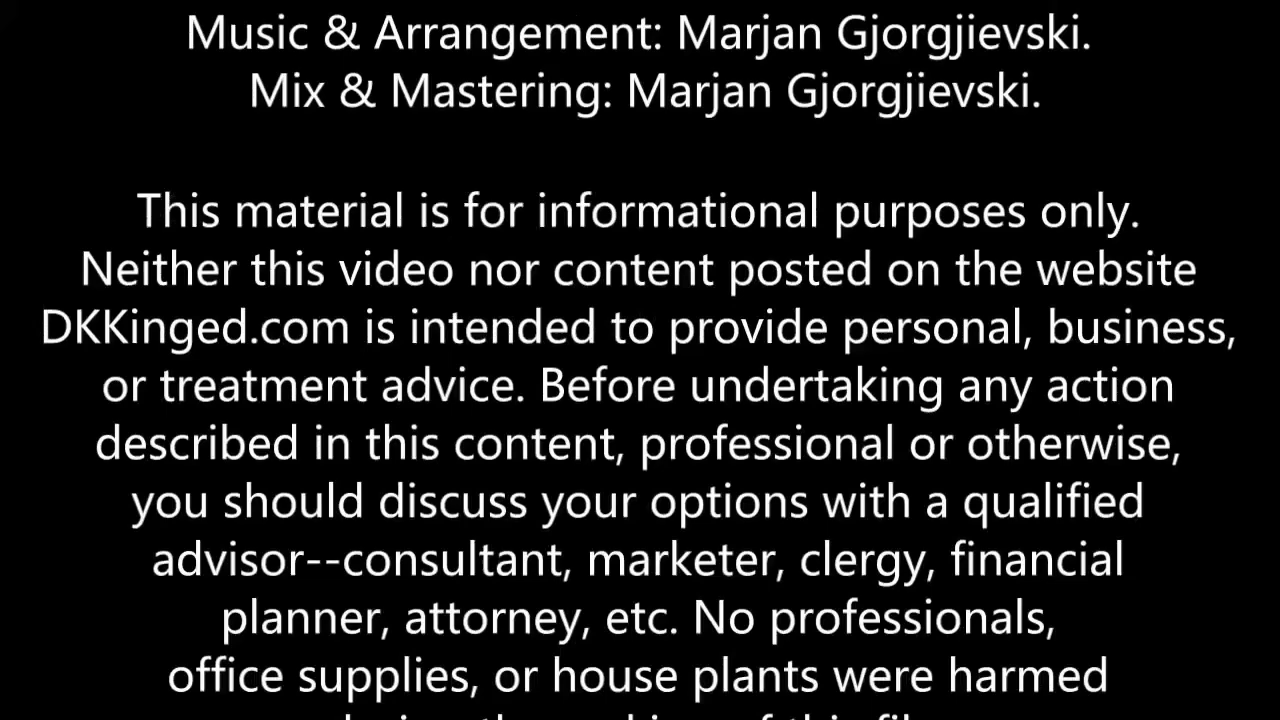 Music & Arrangement: Marjan Gjorgjievski.
Mix & Mastering: Marjan Gjorgjievski.
This material is for informational purposes only.
Neither this video nor content posted on the website
DKKinged.com is intended to provide personal, business,
or treatment advice. Before undertaking any action
described in this content, professional or otherwise,
you should discuss your options with a qualified
advisor--consultant, marketer, clergy, financial
planner, attorney, etc. No professionals,
office supplies, or house plants were harmed